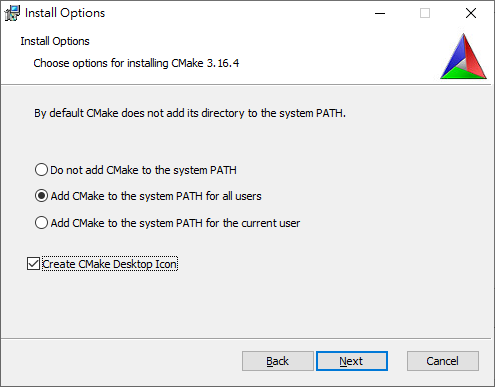 Install Options
Install Options
Choose options for installing CMake 3.16.4
By default CMake does not add its directory to the system PATH.
Do not add CMake to the system PATH
Add CMake to the system PATH for all users
Add CMake to the system PATH for the current user
Create CMake Desktop Icon
Back Next Cancel